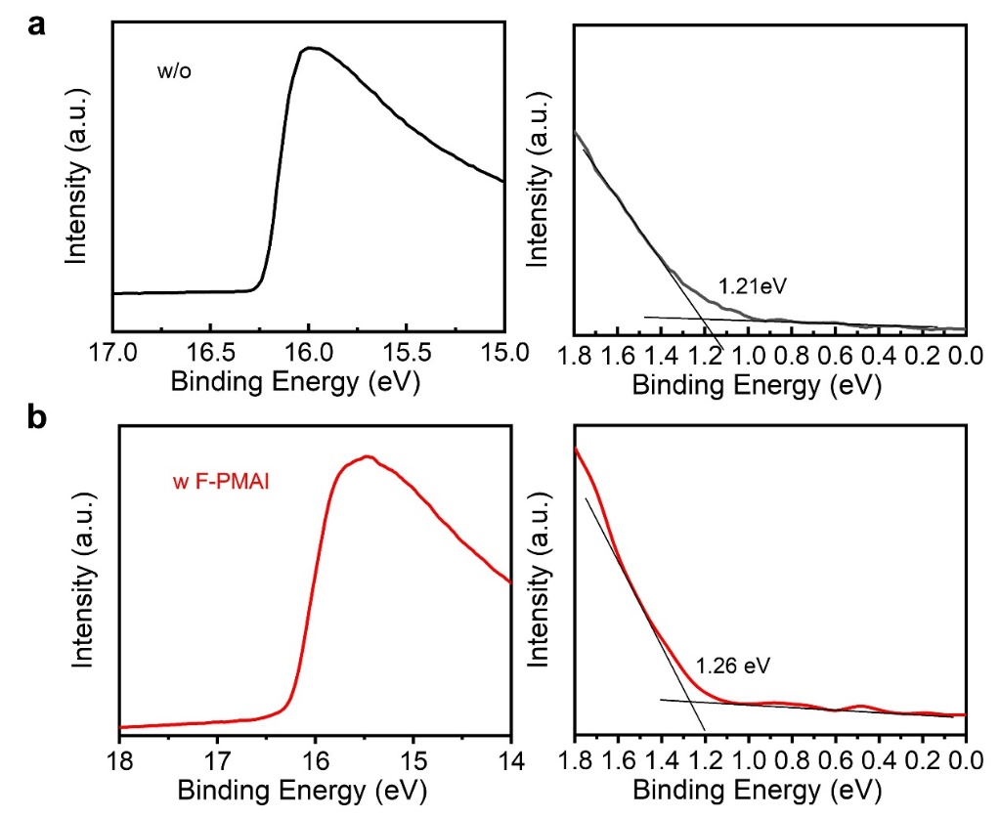 a
w/o
Intensity (a.u.)
17.0 16.5 16.0 15.5 15.0
Binding Energy (eV)
Intensity (a.u.)
1.21eV
1.8 1.6 1.4 1.2 1.0 0.8 0.6 0.4 0.2 0.0
Binding Energy (eV)
b
w F-PMAI
Intensity (a.u.)
18 17 16 15 14
Binding Energy (eV)
Intensity (a.u.)
1.26 eV
1.8 1.6 1.4 1.2 1.0 0.8 0.6 0.4 0.2 0.0
Binding Energy (eV)